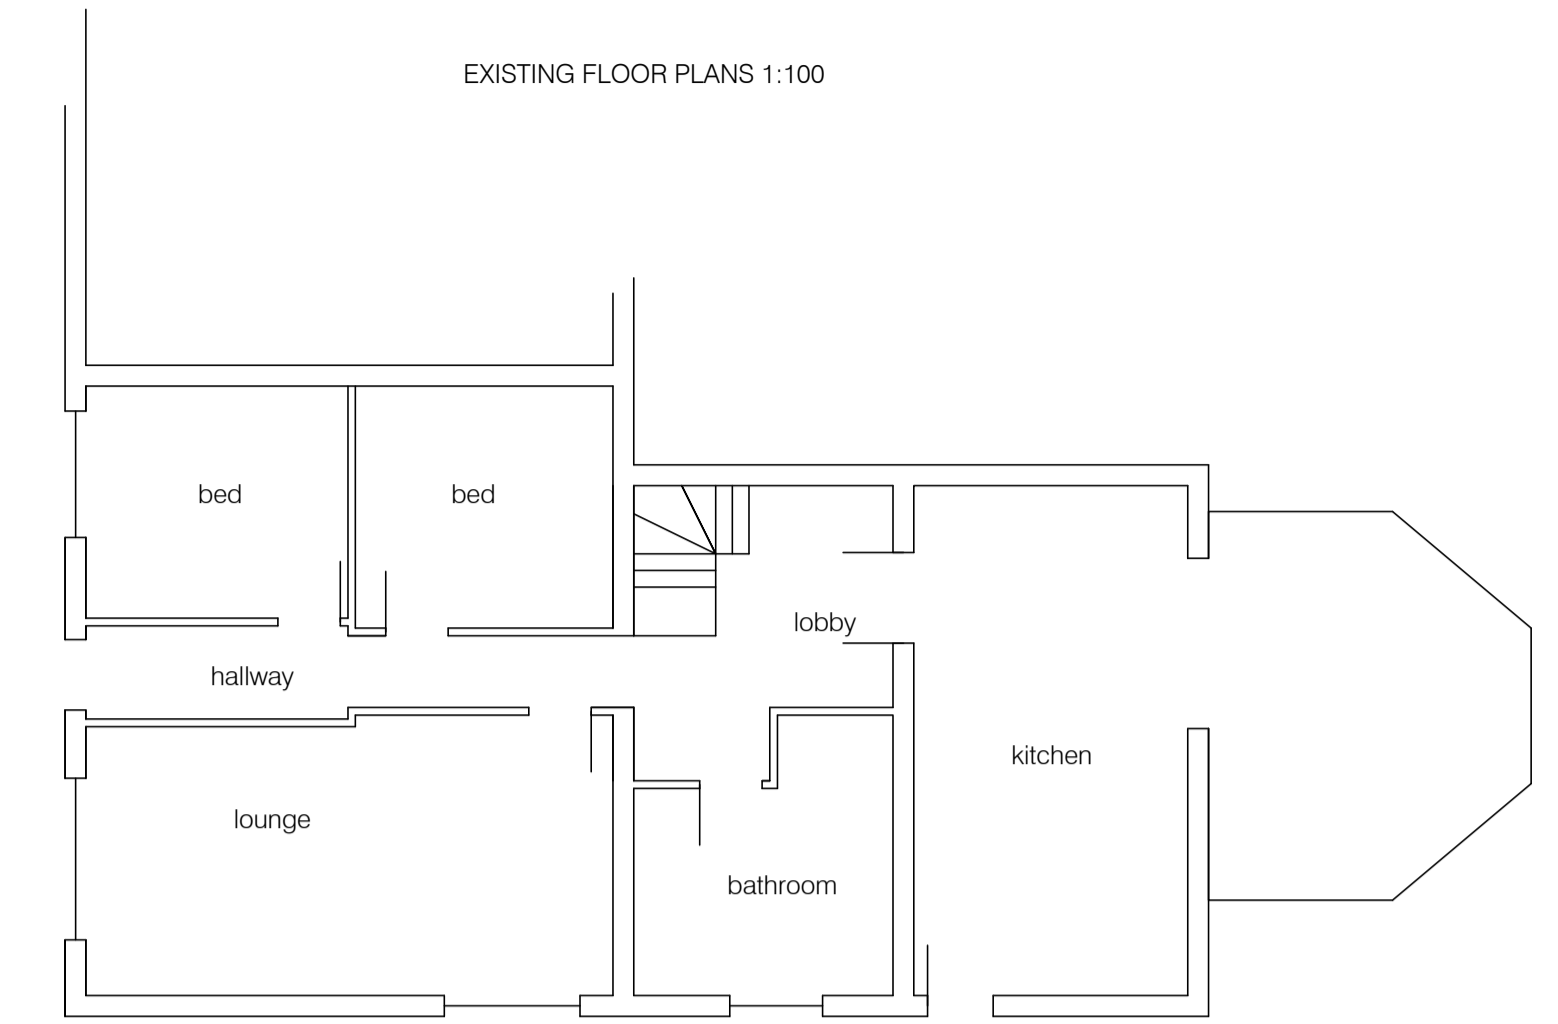 EXISTING FLOOR PLANS 1:100
bed
bed
lobby
hallway
kitchen
lounge
bathroom